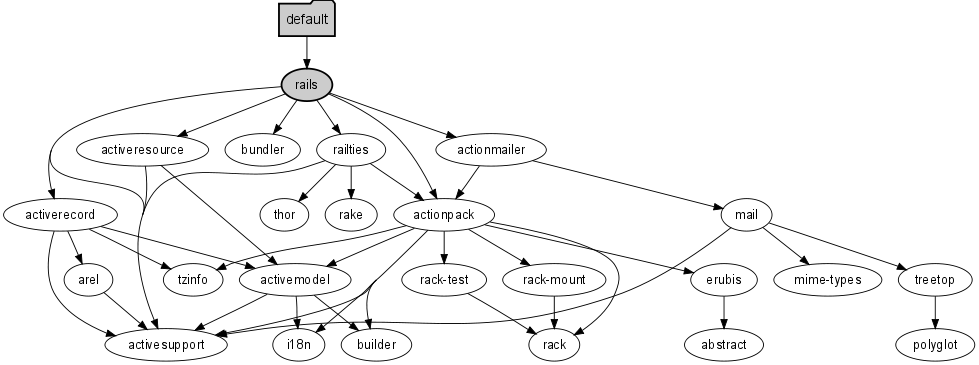 default
rails
activeresource
bundler
railties
actionmailer
activerecord
thor
rake
actionpack
mail
arel
tzinfo
activemodel
rack-test
rack-mount
erubis
mime-types
treetop
activesupport
i18n
builder
rack
abstract
polyglot